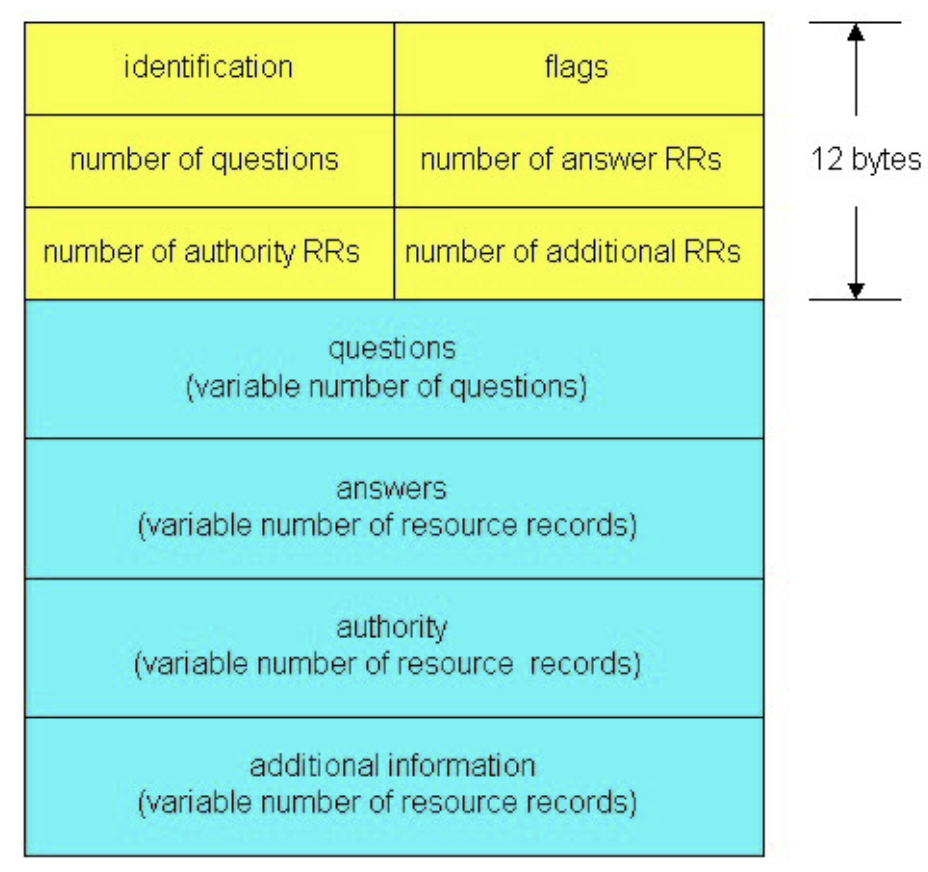 identification
flags
number of questions
number of answer RRs
12 bytes
number of authority RRs
number of additional RRs
questions
(variable number of questions)
answers
(variable number of resource records)
authority
(variable number of resource records)
additional information
(variable number of resource records)